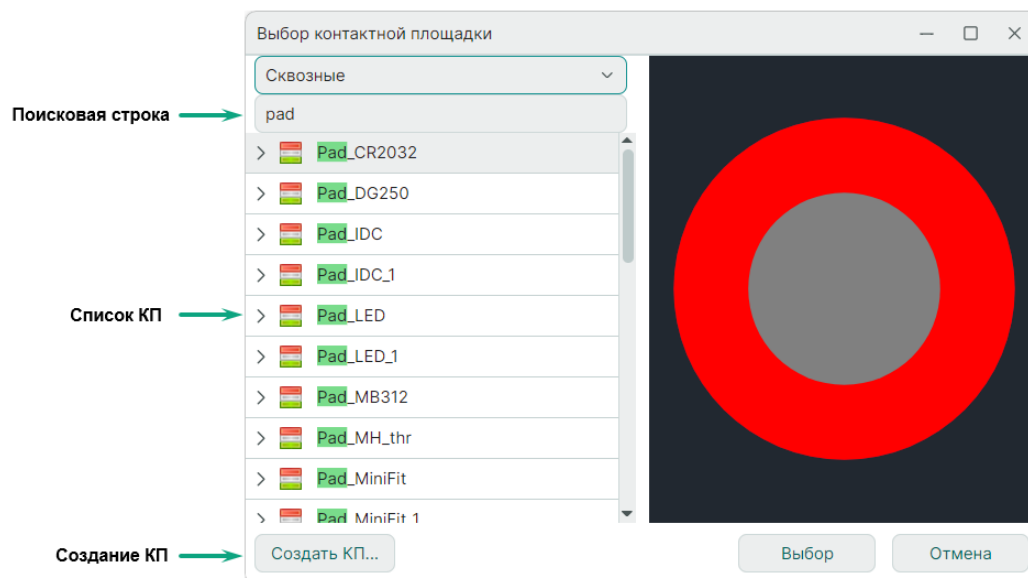 Выбор контактной площадки
Сквозные
Поисковая строка
pad
Pad_CR2032
Pad_DG250
Pad_IDC
Pad_IDC_1
Список КП
Pad_LED
Pad_LED_1
Pad_MB312
Pad_MH_thr
Pad_MiniFit
Pad_MiniFit_1
Создание КП
Создать КП...
Выбор
Отмена